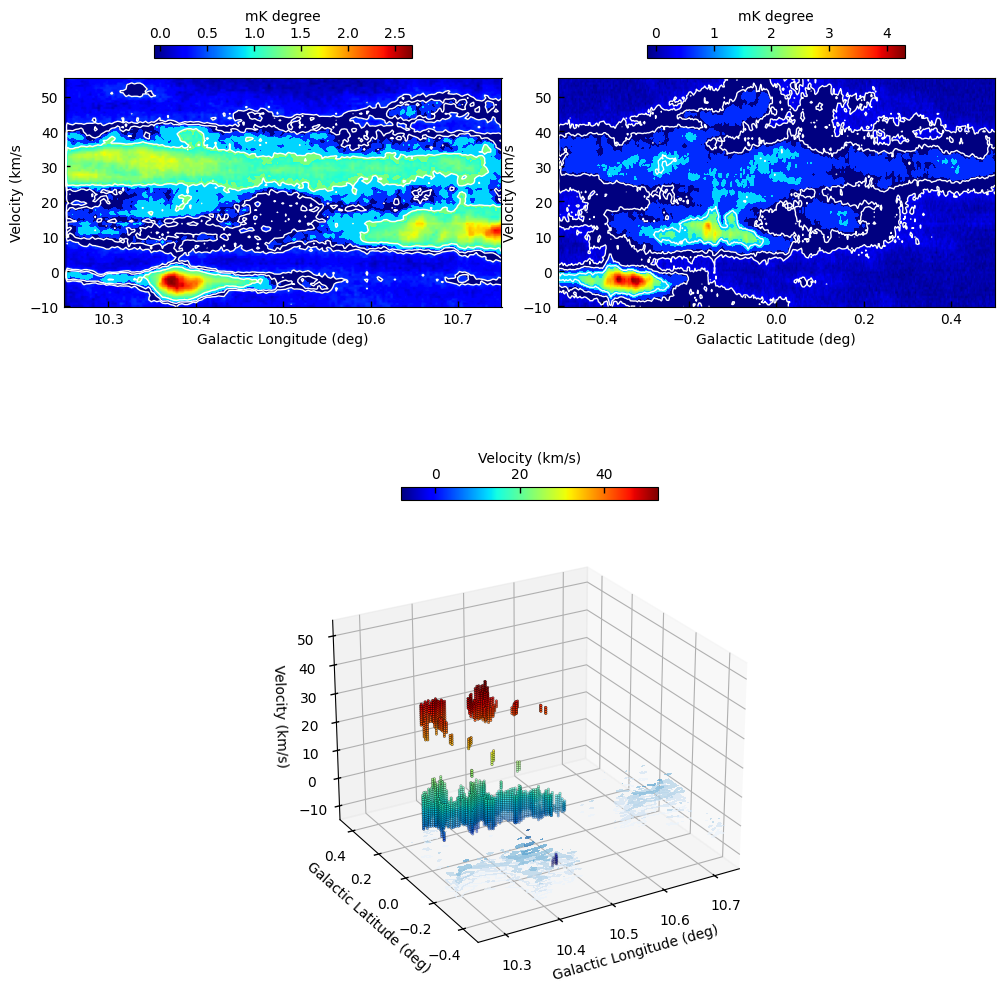 mK degree
0.0 0.5 1.0 1.5 2.0 2.5
mK degree
0 1 2 3 4
Velocity (km/s
50
40
30
20
10
0
−10
10.3 10.4 10.5 10.6 10.7
Galactic Longitude (deg)
Velocity (km/s
50
40
30
20
10
0
−10
−0.4 −0.2 0.0 0.2 0.4
Galactic Latitude (deg)
Velocity (km/s)
0 20 40
Velocity (km/s)
50
40
30
20
10
0
−10
0.4
0.2
0.0
−0.2
−0.4
Galactic Latitude (deg)
10.3 10.4 10.5 10.6 10.7
Galactic Longitude (deg)